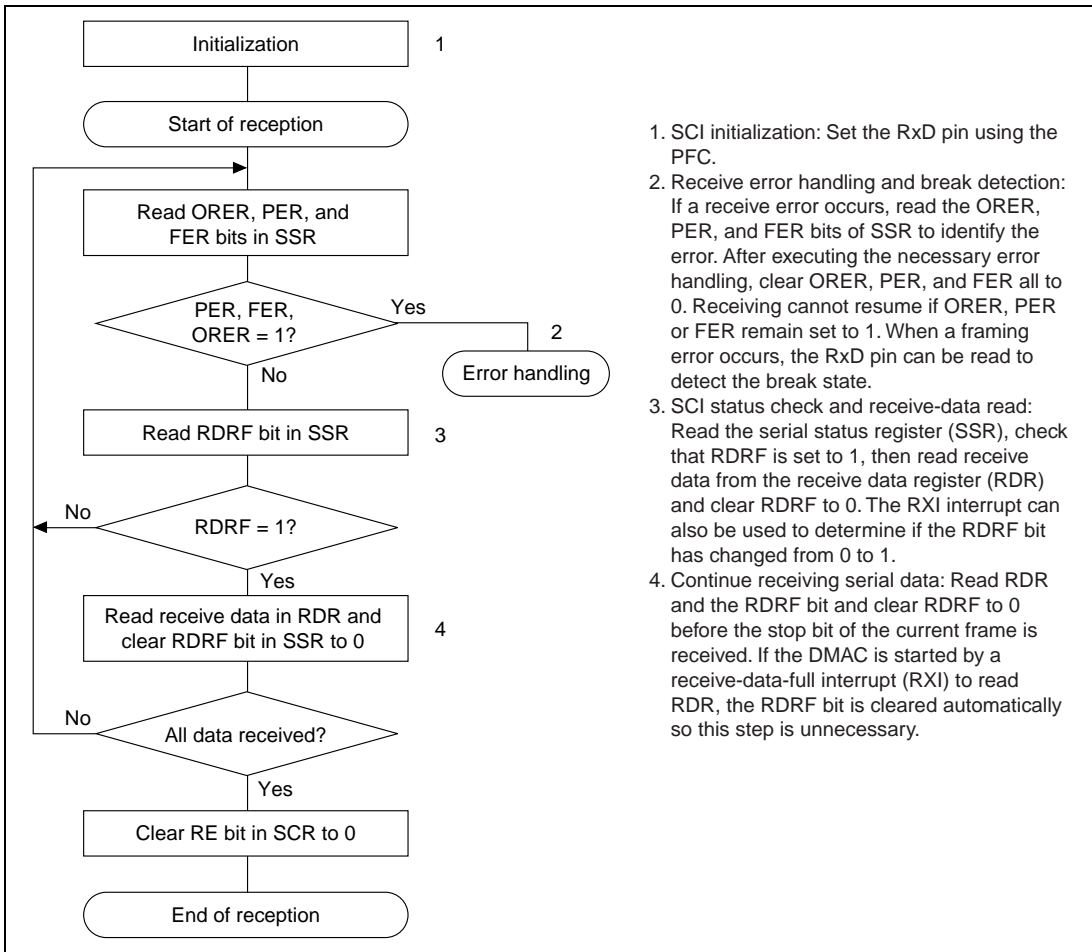 Initialization
1
Start of reception
Read ORER, PER, and
FER bits in SSR
PER, FER,
ORER = 1?
Yes
2
Error handling
No
Read RDRF bit in SSR
3
No
RDRF = 1?
Yes
Read receive data in RDR and
clear RDRF bit in SSR to 0
4
No
All data received?
Yes
Clear RE bit in SCR to 0
End of reception
1. SCI initialization: Set the RxD pin using the
PFC.
2. Receive error handling and break detection:
If a receive error occurs, read the ORER,
PER, and FER bits of SSR to identify the
error. After executing the necessary error
handling, clear ORER, PER, and FER all to
0. Receiving cannot resume if ORER, PER
or FER remain set to 1. When a framing
error occurs, the RxD pin can be read to
detect the break state.
3. SCI status check and receive-data read:
Read the serial status register (SSR), check
that RDRF is set to 1, then read receive
data from the receive data register (RDR)
and clear RDRF to 0. The RXI interrupt can
also be used to determine if the RDRF bit
has changed from 0 to 1.
4. Continue receiving serial data: Read RDR
and the RDRF bit and clear RDRF to 0
before the stop bit of the current frame is
received. If the DMAC is started by a
receive-data-full interrupt (RXI) to read
RDR, the RDRF bit is cleared automatically
so this step is unnecessary.